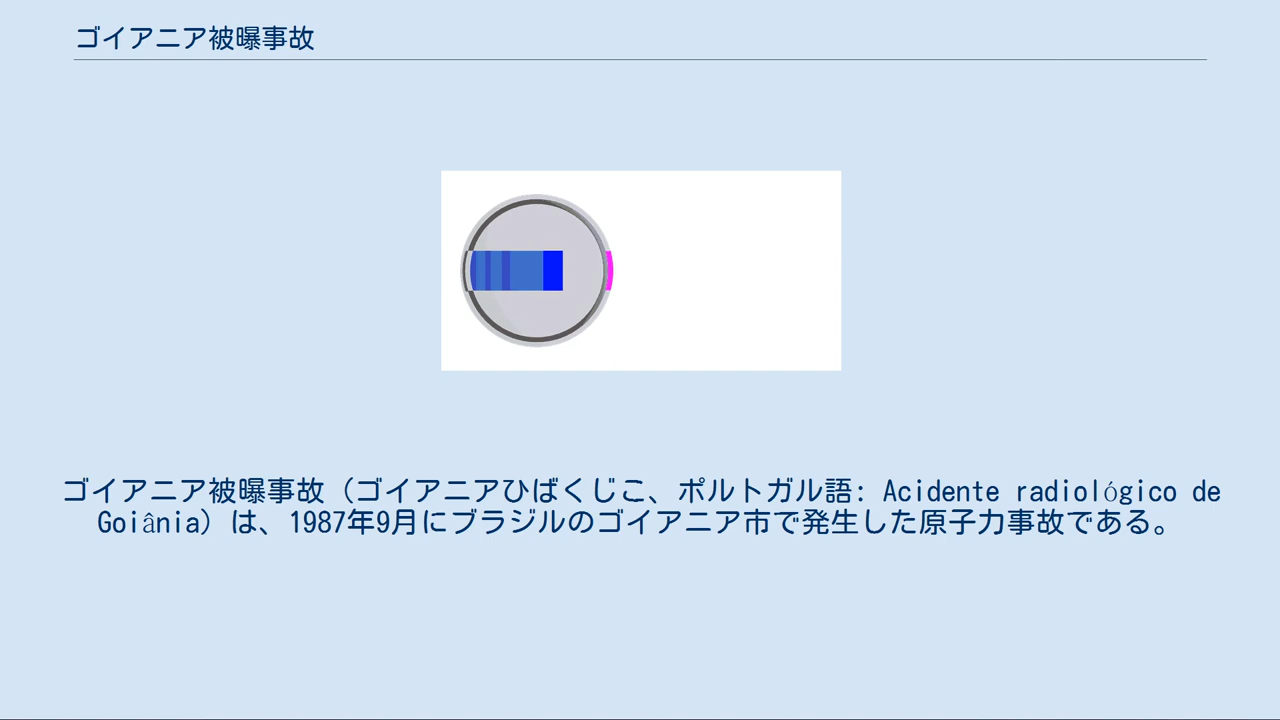 ゴイアニア被曝事故
ゴイアニア被曝事故（ゴイアニアひばくじこ、ポルトガル語: Acidente radiológico de
Goiânia）は、1987年9月にブラジルのゴイアニア市で発生した原子力事故である。